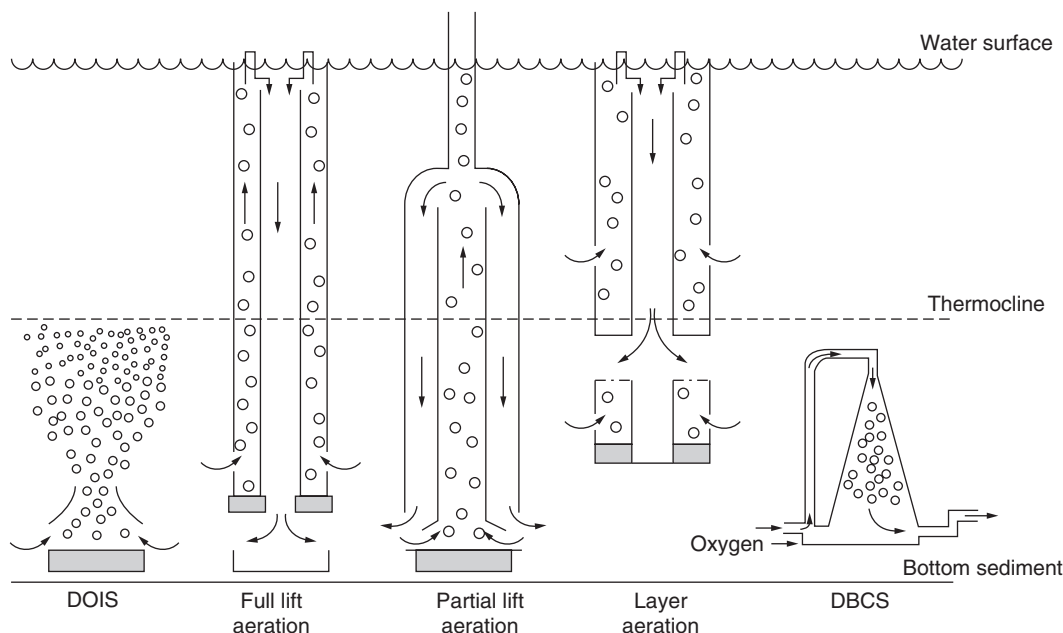 Water surface
Thermocline
Oxygen
Bottom sediment
DOIS
Full lift
aeration
Partial lift
aeration
Layer
aeration
DBCS